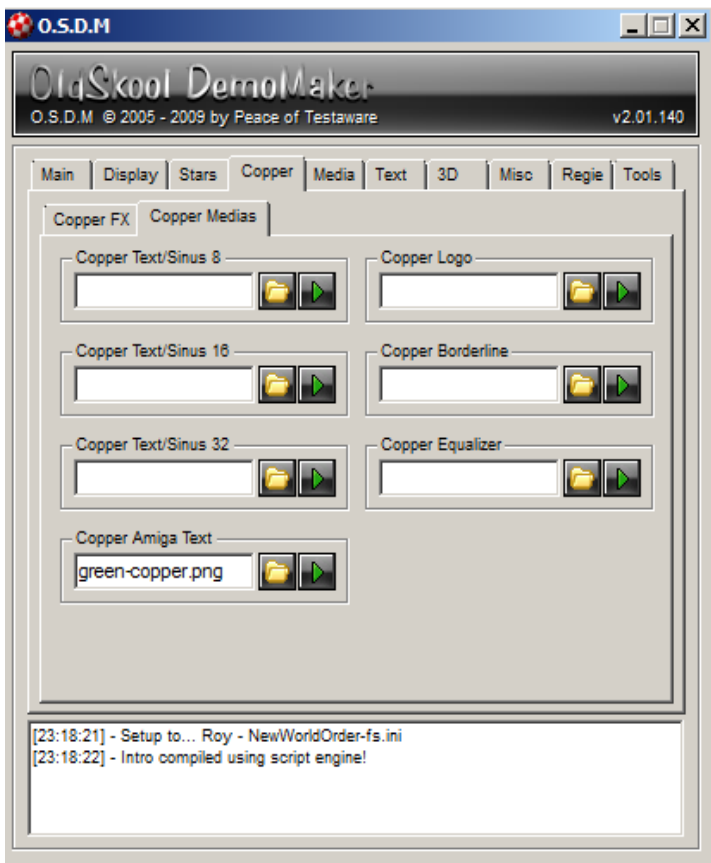 O.S.D.M
OldSkool DemoMaker
O.S.D.M © 2005 - 2009 by Peace of Testaware v2.01.140
Main Display Stars Copper Media Text 3D Misc Regie Tools
Copper FX Copper Medias
Copper Text/Sinus 8 Copper Logo
Copper Text/Sinus 16 Copper Borderline
Copper Text/Sinus 32 Copper Equalizer
Copper Amiga Text
green-copper.png
[23:18:21] - Setup to... Roy - NewWorldOrder-fs.ini
[23:18:22] - Intro compiled using script engine!